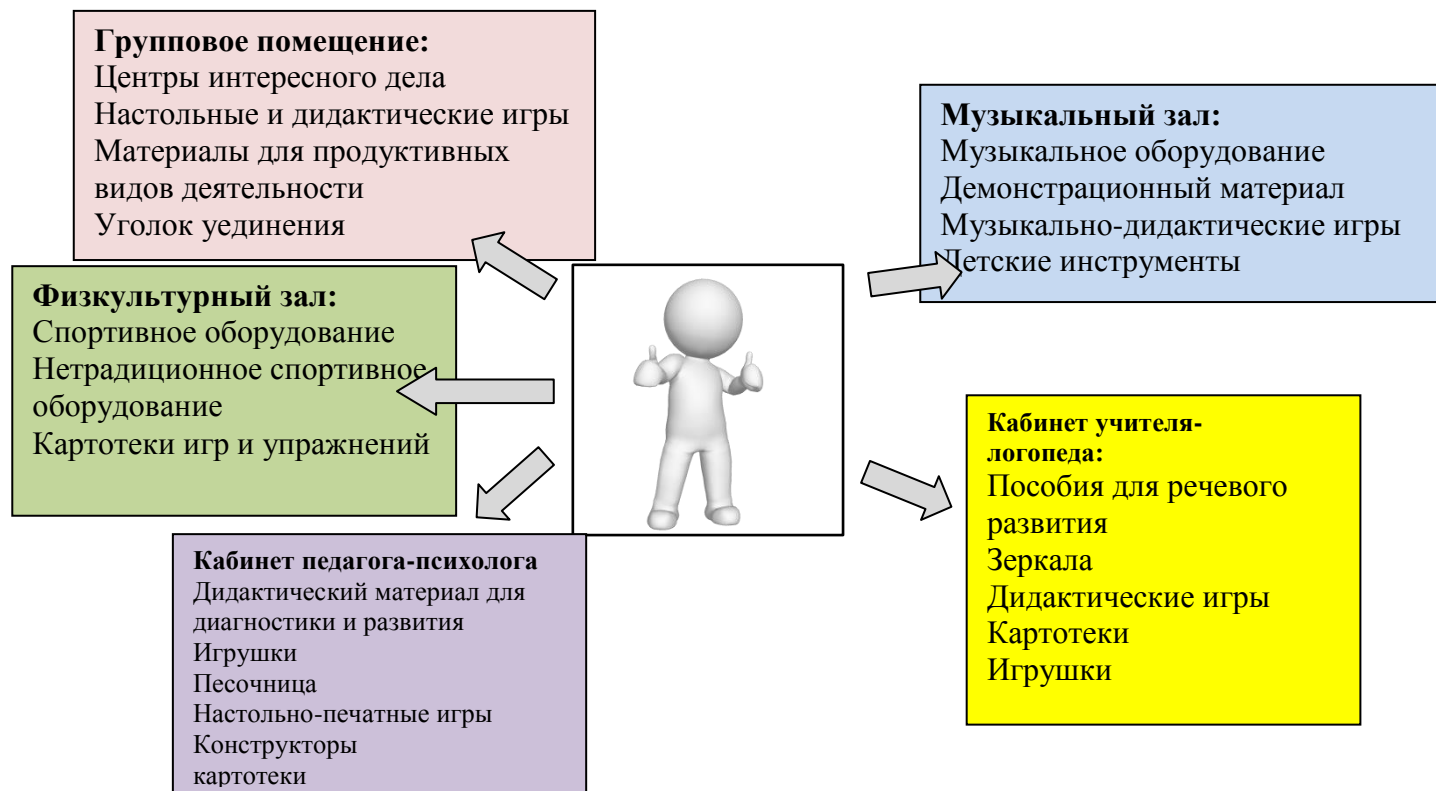 Групповое помещение:
Центры интересного дела
Настольные и дидактические игры
Материалы для продуктивных
видов деятельности
Уголок уединения
Музыкальный зал:
Музыкальное оборудование
Демонстрационный материал
Музыкально-дидактические игры
Детские инструменты
Физкультурный зал:
Спортивное оборудование
Нетрадиционное спортивное
оборудование
Картотеки игр и упражнений
Кабинет учителя-
логопеда:
Пособия для речевого
развития
Зеркала
Дидактические игры
Картотеки
Игрушки
Кабинет педагога-психолога
Дидактический материал для
диагностики и развития
Игрушки
Песочница
Настольно-печатные игры
Конструкторы
картотеки